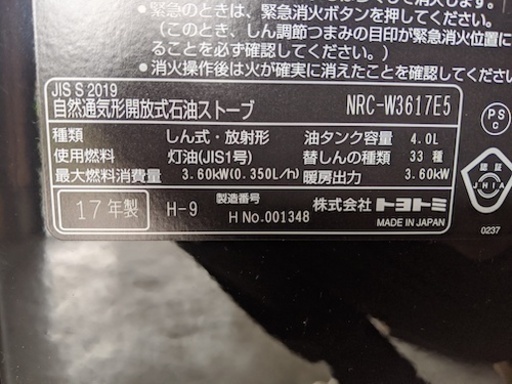 • 緊急のときは、緊急消火ボタンを押してください。
(このとき、しん調節つまみの目印が緊急消火位置に
ることを必ず確認してください。)
• 消火操作後は火が確実に消えたことを確認してください。
JIS S 2019
自然通気形開放式石油ストーブ NRC-W3617E5
種類 しん式・放射形 油タンク容量 4.0L
使用燃料 灯油(JIS1号) 替しんの種類 33 種
最大燃料消費量 3.60kW(0.350L/h) 暖房出力 3.60kW
17年製 H-9 製造番号 H No.001348 株式会社トヨトミ
MADE IN JAPAN
PS
C
認証
JHIA
0237